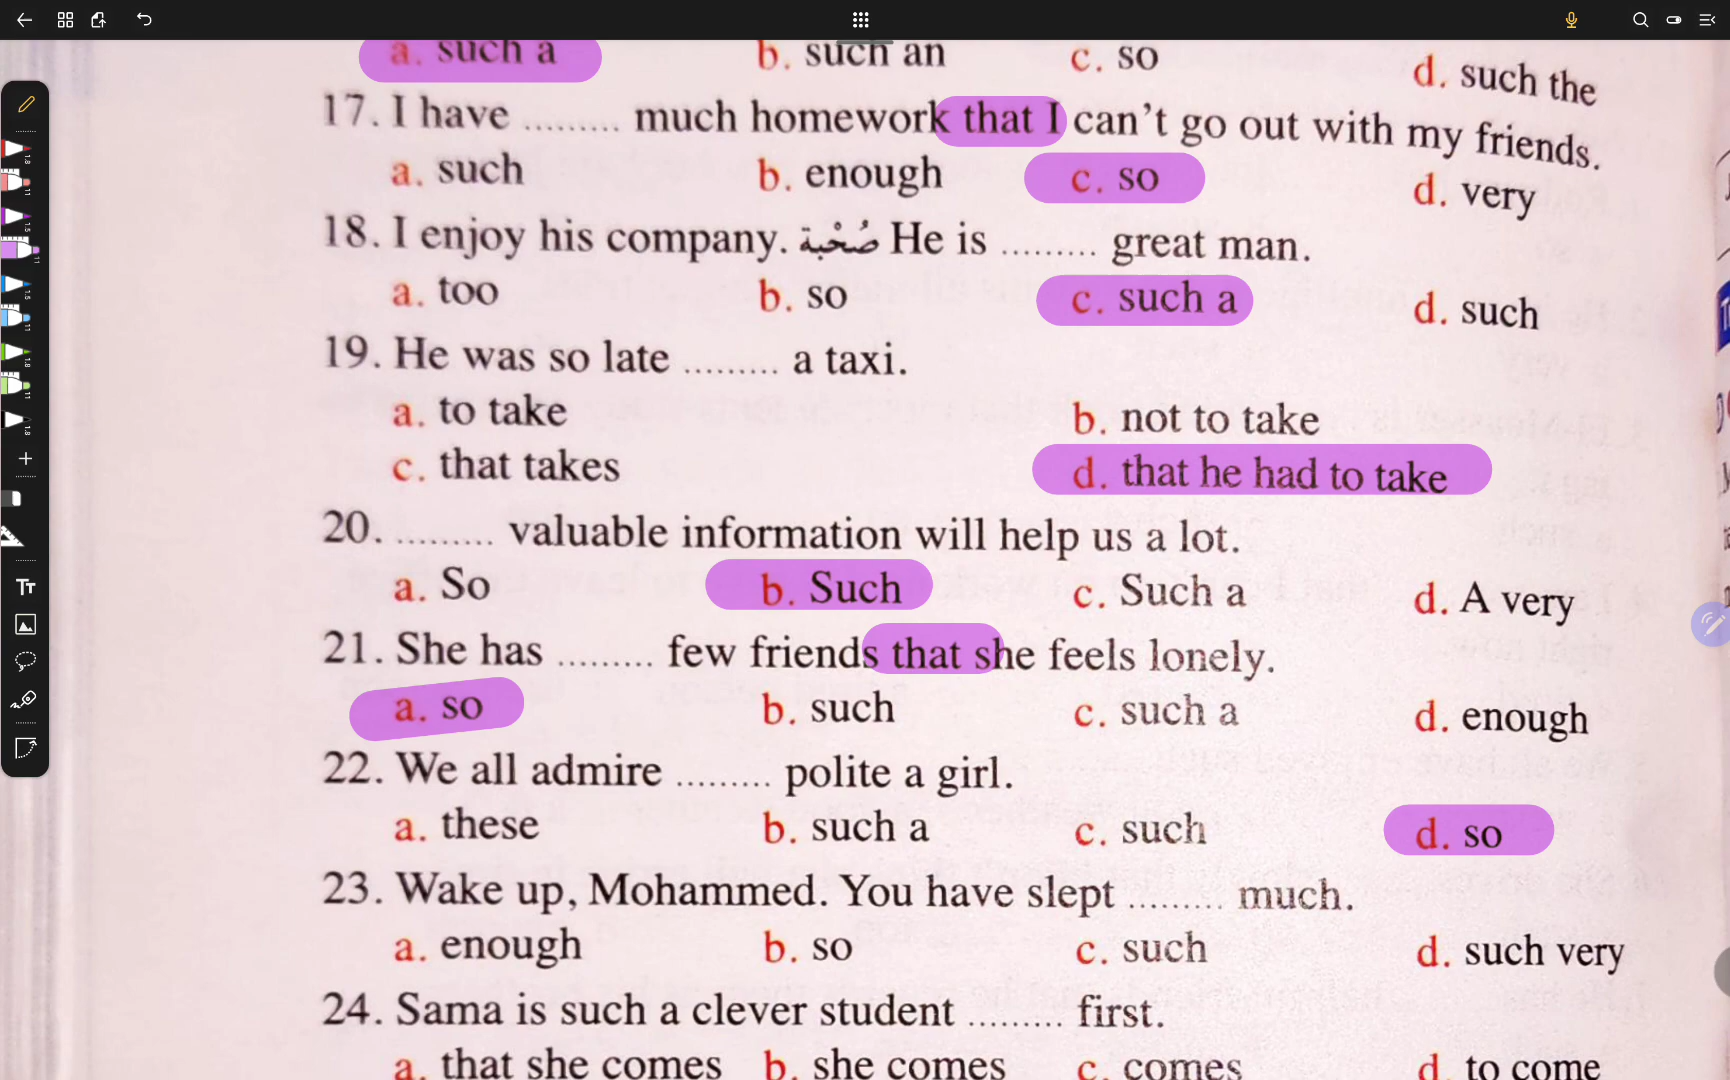 a. such a b. such an c. so d. such the
17. I have ......... much homework that I can't go out with my friends.
a. such b. enough c. so d. very
18. I enjoy his company. صُحْبة He is ......... great man.
a. too b. so c. such a d. such
19. He was so late ......... a taxi.
a. to take b. not to take
c. that takes d. that he had to take
20. ......... valuable information will help us a lot.
a. So b. Such c. Such a d. A very
21. She has ......... few friends that she feels lonely.
a. so b. such c. such a d. enough
22. We all admire ......... polite a girl.
a. these b. such a c. such d. so
23. Wake up, Mohammed. You have slept ......... much.
a. enough b. so c. such d. such very
24. Sama is such a clever student ......... first.
a. that she comes b. she comes c. comes d. to come